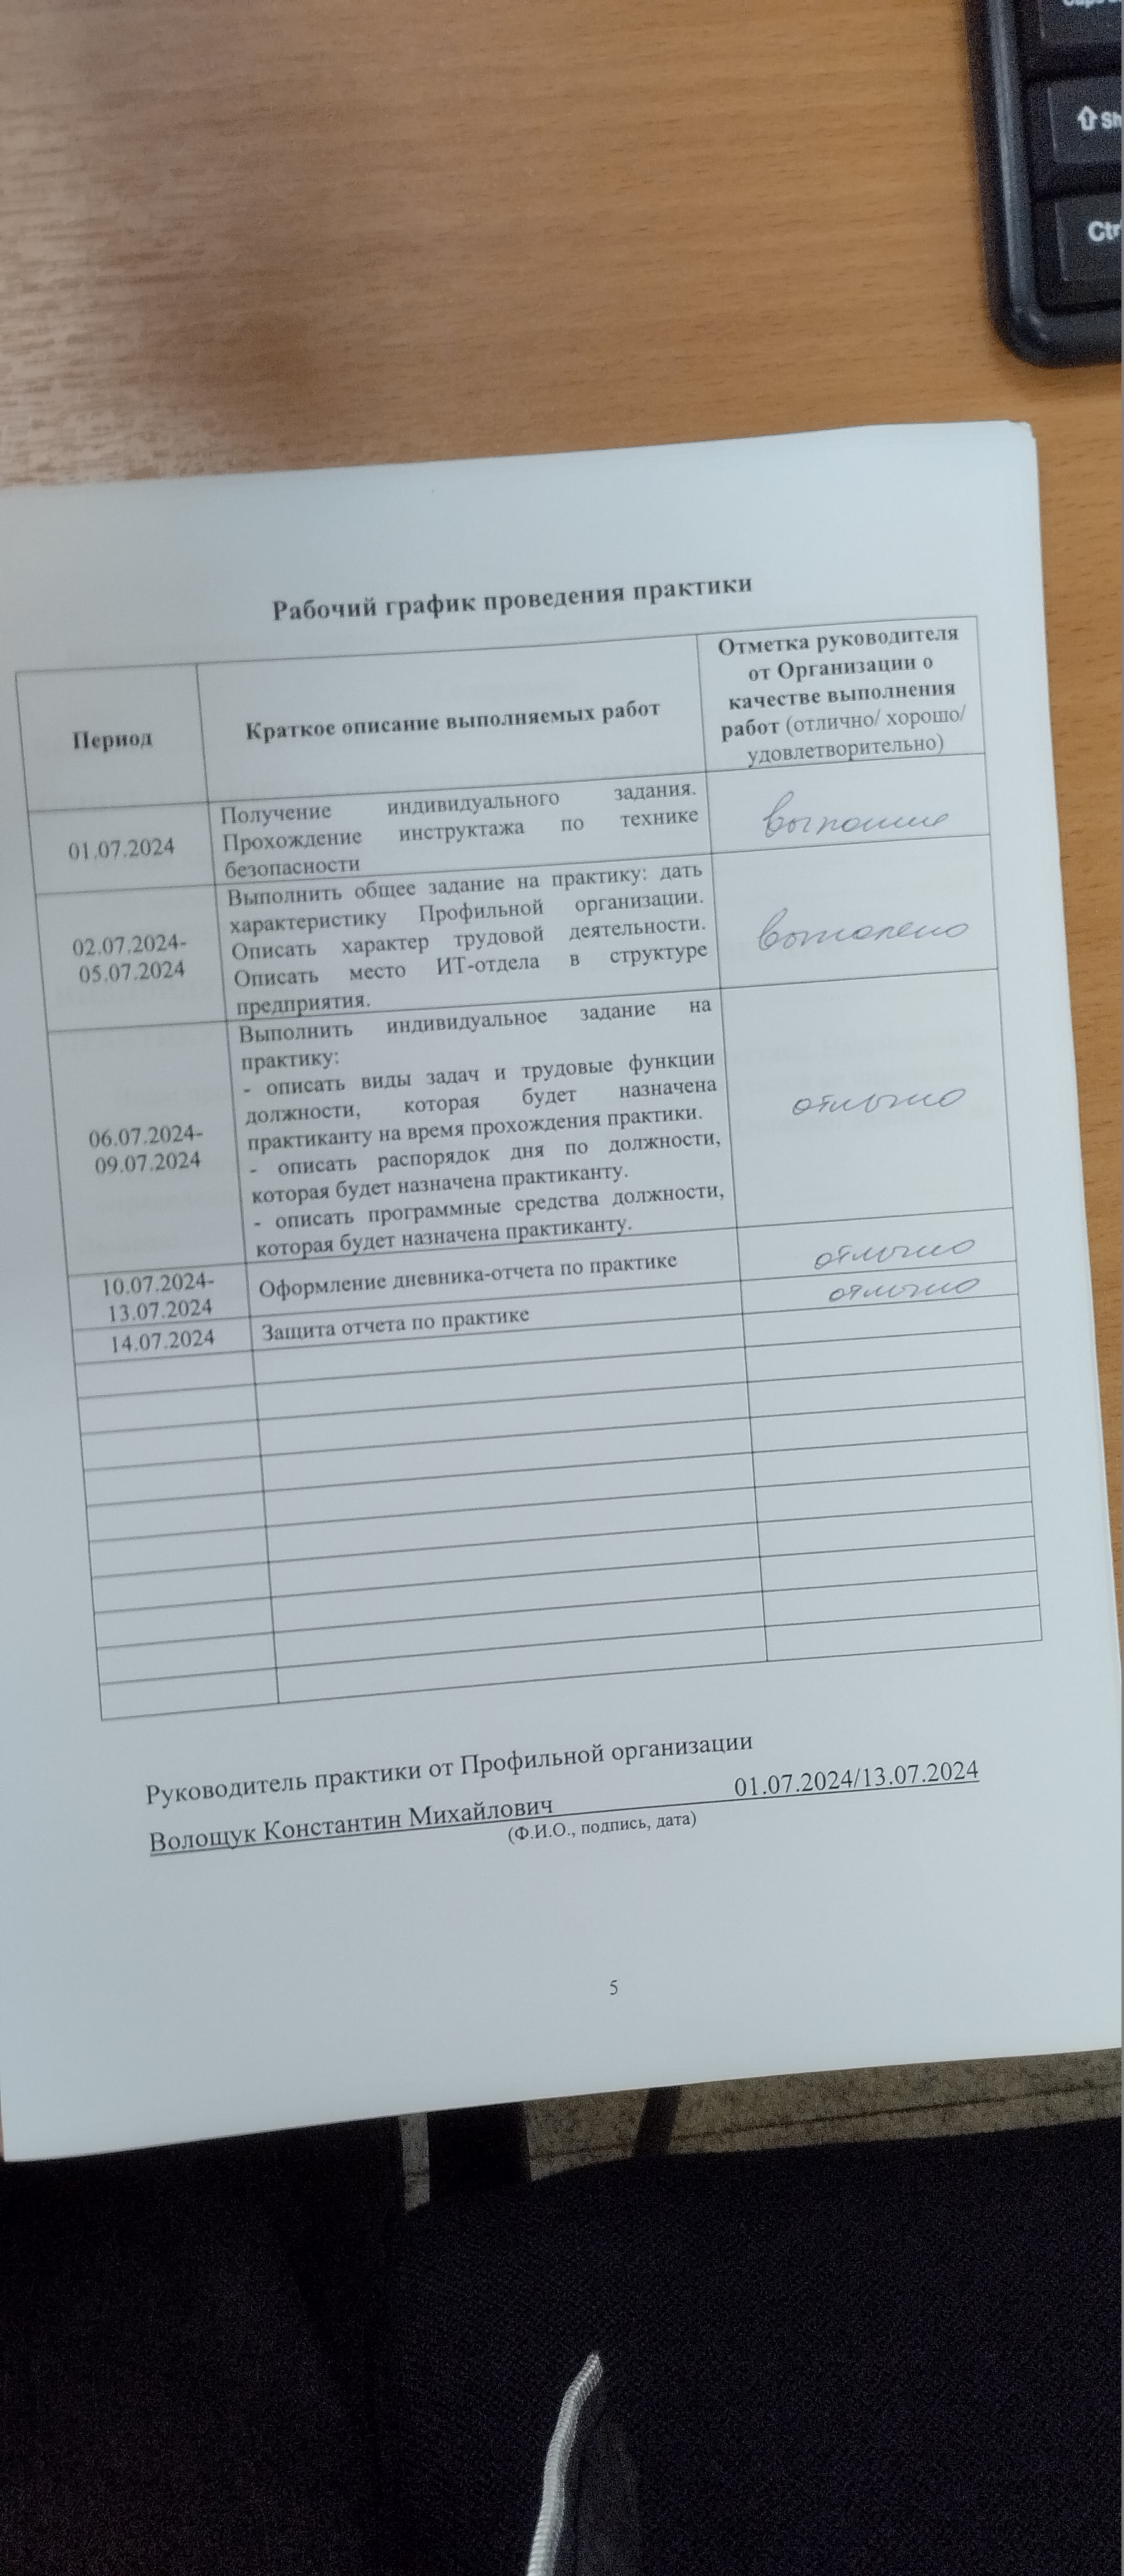 Sh
Ctr
Рабочий график проведения практики
Период
Краткое описание выполняемых работ
Отметка руководителя
от Организации о
качестве выполнения
работ (отлично/ хорошо/
удовлетворительно)
01.07.2024
Получение индивидуального задания.
Прохождение инструктажа по технике
безопасности
02.07.2024-
05.07.2024
Выполнить общее задание на практику: дать
характеристику Профильной организации.
Описать характер трудовой деятельности.
Описать место ИТ-отдела в структуре
предприятия.
06.07.2024-
09.07.2024
Выполнить индивидуальное задание на
практику:
- описать виды задач и трудовые функции
должности, которая будет назначена
практиканту на время прохождения практики.
- описать распорядок дня по должности,
которая будет назначена практиканту.
- описать программные средства должности,
которая будет назначена практиканту.
отлично
10.07.2024-
13.07.2024
Оформление дневника-отчета по практике
отлично
14.07.2024
Защита отчета по практике
отлично
Руководитель практики от Профильной организации
Волощук Константин Михайлович 01.07.2024/13.07.2024
(Ф.И.О., подпись, дата)
5